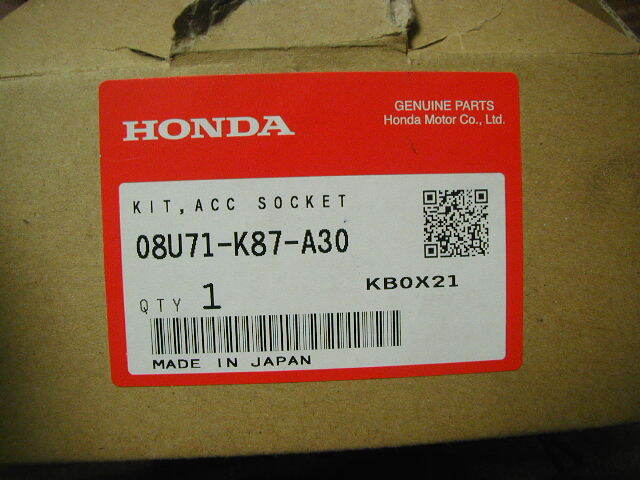 HONDA
GENUINE PARTS
Honda Motor Co., Ltd.
KIT, ACC SOCKET
08U71-K87-A30
QTY 1
KB0X21
MADE IN JAPAN